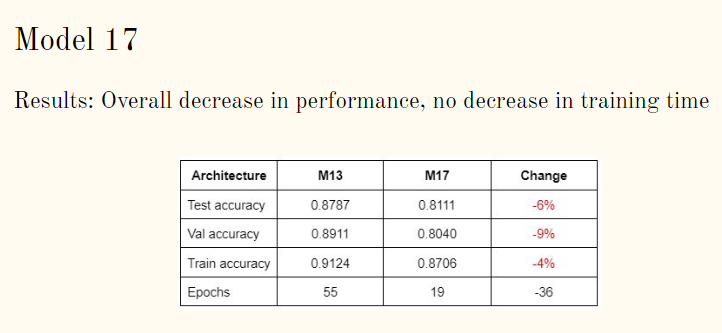 Model 17
Results: Overall decrease in performance, no decrease in training time
Architecture M13 M17 Change
Test accuracy 0.8787 0.8111 -6%
Val accuracy 0.8911 0.8040 -9%
Train accuracy 0.9124 0.8706 -4%
Epochs 55 19 -36